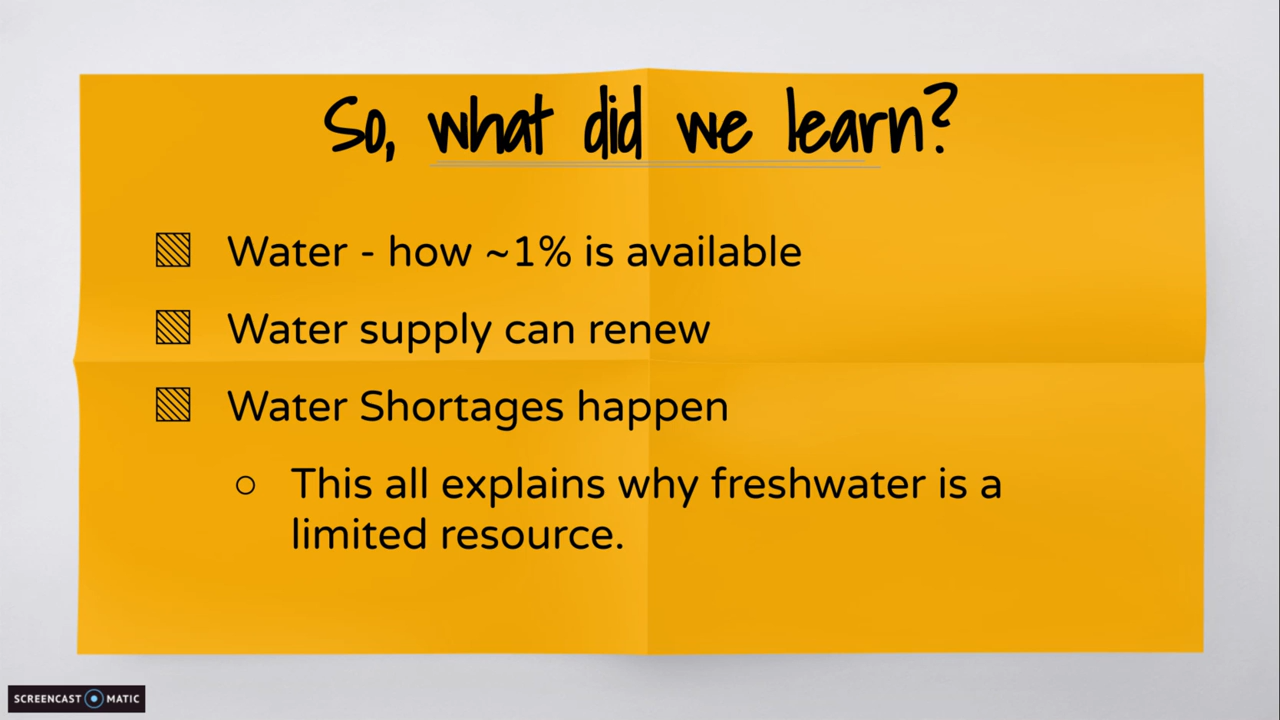 So, what did we learn?
Water - how ~1% is available
Water supply can renew
Water Shortages happen
This all explains why freshwater is a
limited resource.
SCREENCAST MATIC